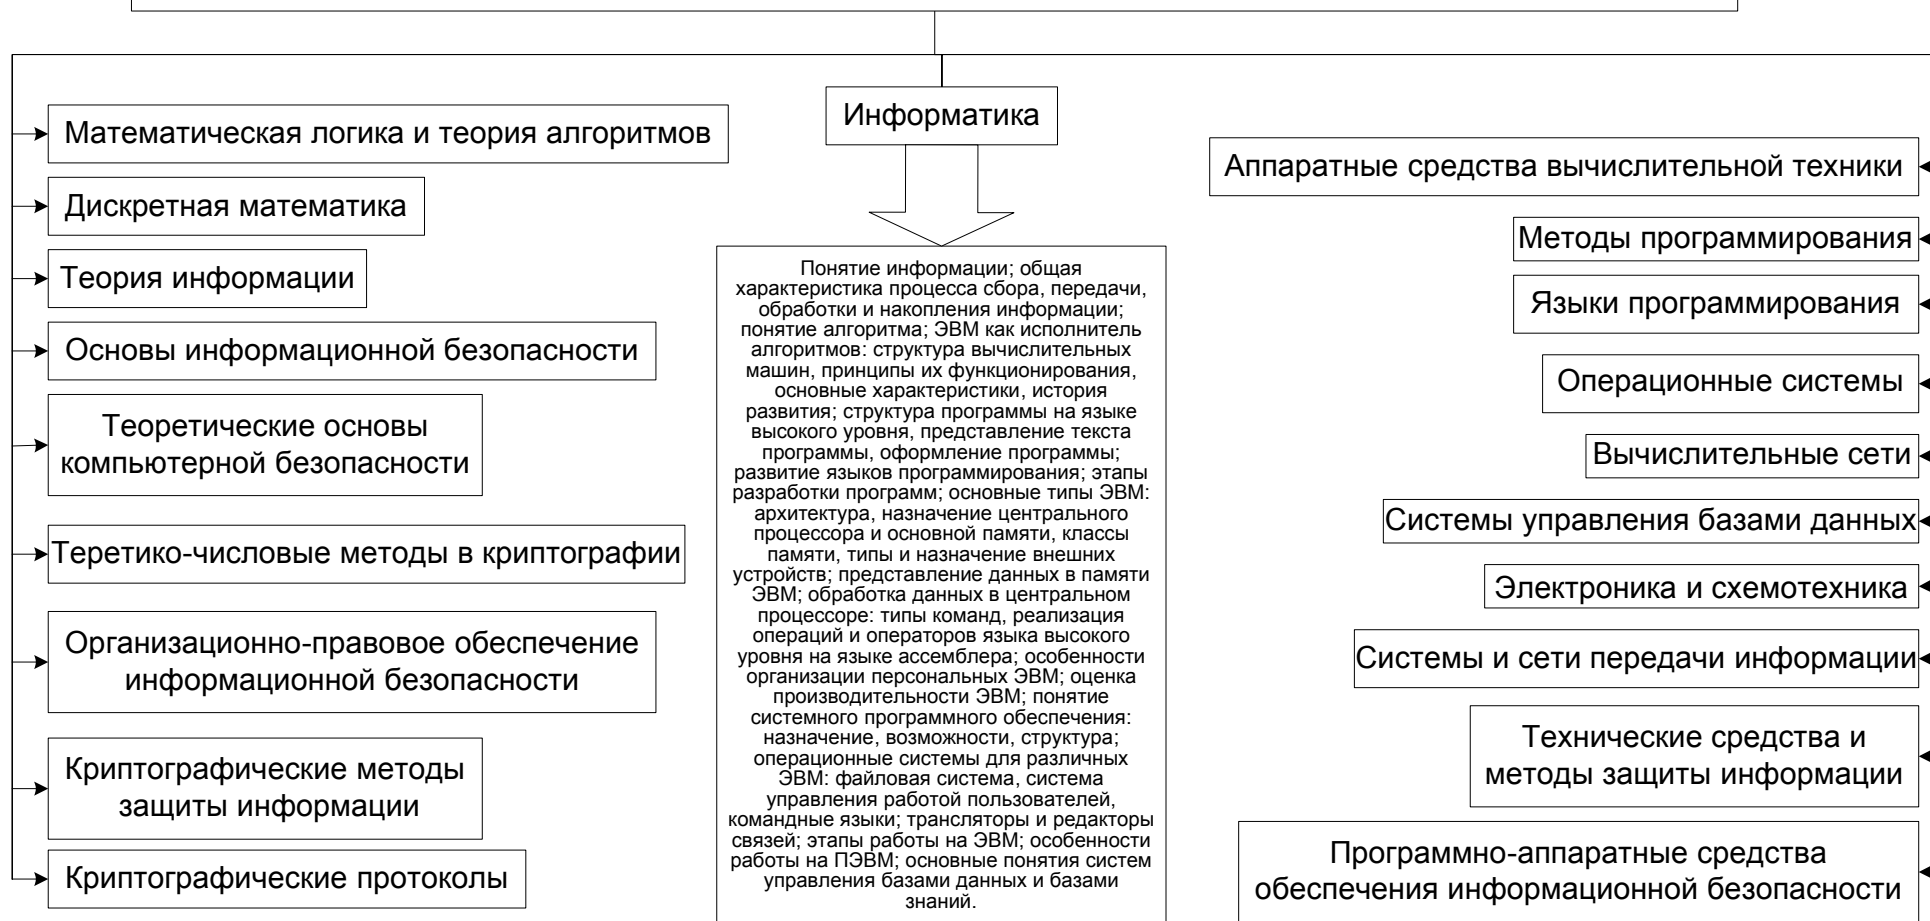 Математическая логика и теория алгоритмов
Дискретная математика
Теория информации
Основы информационной безопасности
Теоретические основы
компьютерной безопасности
Теретико-числовые методы в криптографии
Организационно-правовое обеспечение
информационной безопасности
Криптографические методы
защиты информации
Криптографические протоколы
Информатика
Понятие информации; общая
характеристика процесса сбора, передачи,
обработки и накопления информации;
понятие алгоритма; ЭВМ как исполнитель
алгоритмов: структура вычислительных
машин, принципы их функционирования,
основные характеристики, история
развития; структура программы на языке
высокого уровня, представление текста
программы, оформление программы;
развитие языков программирования; этапы
разработки программ; основные типы ЭВМ:
архитектура, назначение центрального
процессора и основной памяти, классы
памяти, типы и назначение внешних
устройств; представление данных в памяти
ЭВМ; обработка данных в центральном
процессоре: типы команд, реализация
операций и операторов языка высокого
уровня на языке ассемблера; особенности
организации персональных ЭВМ; оценка
производительности ЭВМ; понятие
системного программного обеспечения:
назначение, возможности, структура;
операционные системы для различных
ЭВМ: файловая система, система
управления работой пользователей,
командные языки; трансляторы и редакторы
связей; этапы работы на ЭВМ; особенности
работы на ПЭВМ; основные понятия систем
управления базами данных и базами
знаний.
Аппаратные средства вычислительной техники
Методы программирования
Языки программирования
Операционные системы
Вычислительные сети
Системы управления базами данных
Электроника и схемотехника
Системы и сети передачи информации
Технические средства и
методы защиты информации
Программно-аппаратные средства
обеспечения информационной безопасности